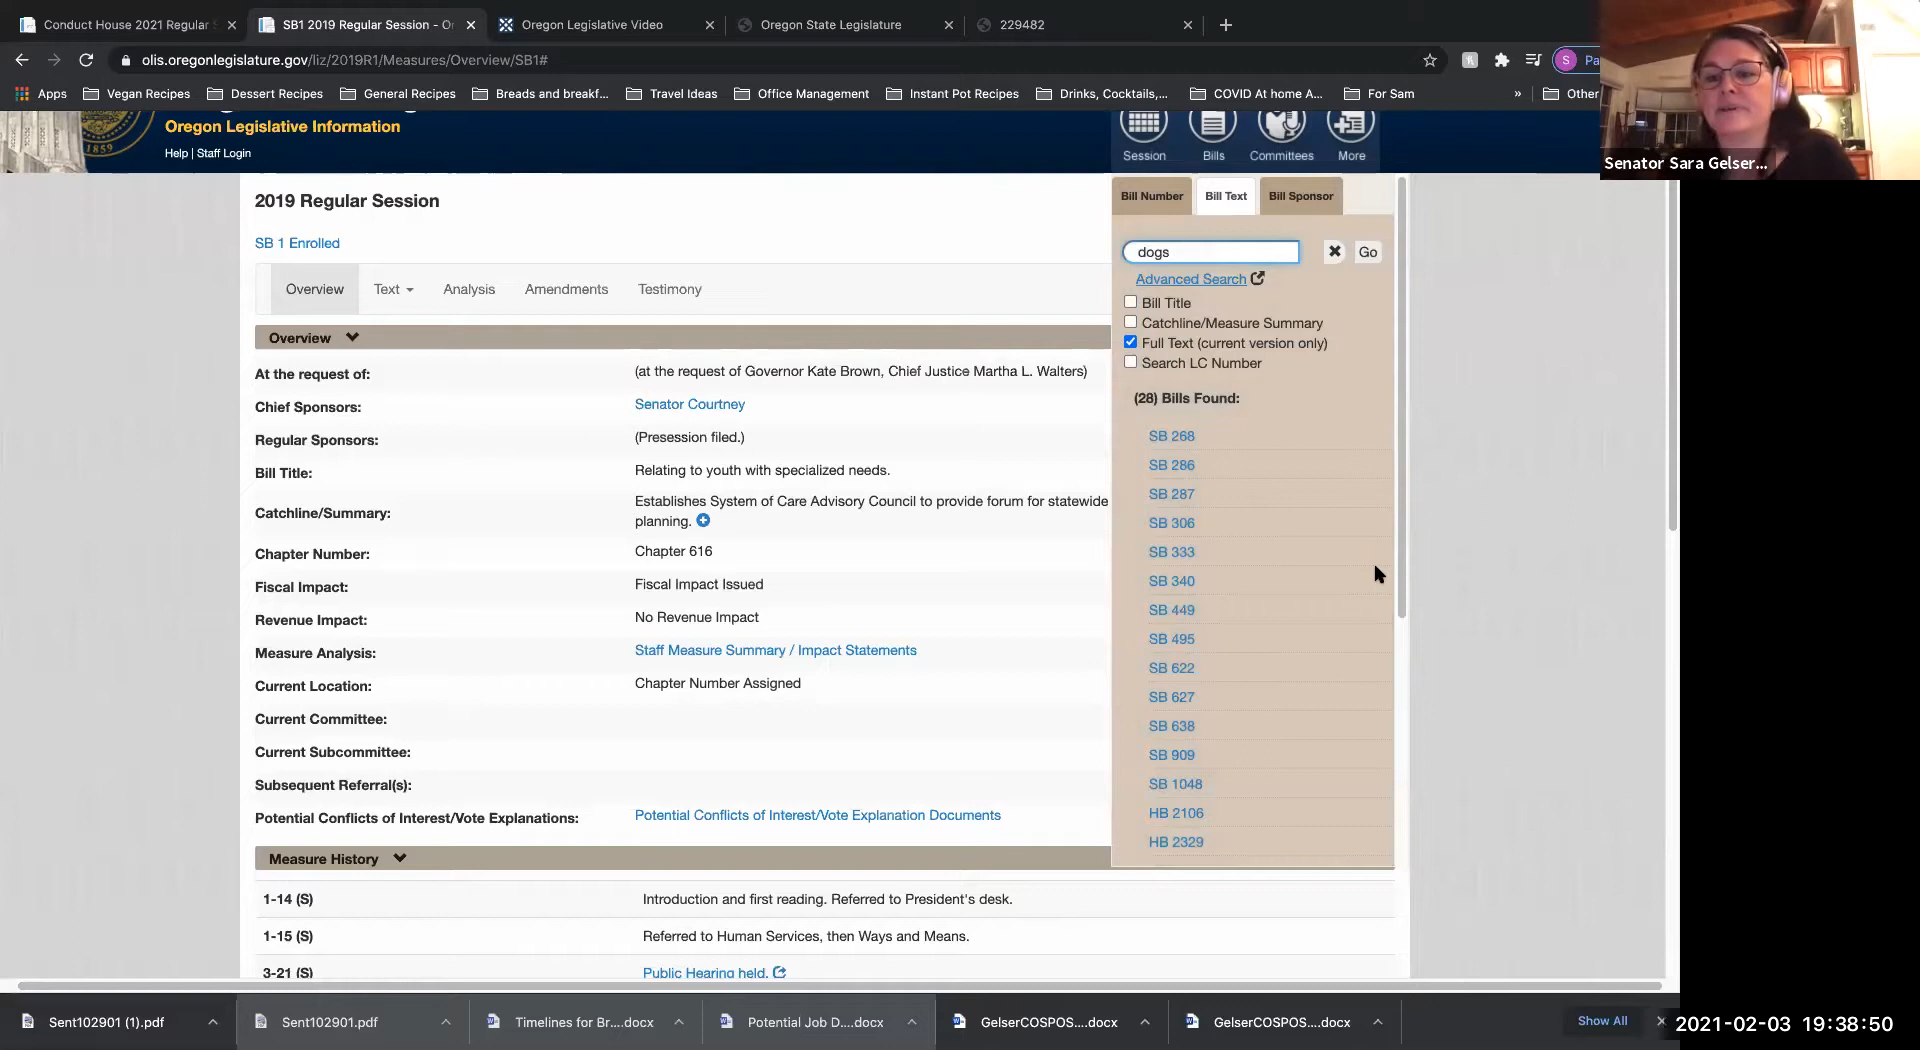 Conduct House 2021 Regular S
SB1 2019 Regular Session - Or
Oregon Legislative Video
Oregon State Legislature
229482
olis.oregonlegislature.gov/liz/2019R1/Measures/Overview/SB1#
S Pa
Apps
Vegan Recipes
Dessert Recipes
General Recipes
Breads and breakf...
Travel Ideas
Office Management
Instant Pot Recipes
Drinks, Cocktails,...
COVID At home A...
For Sam
»
Other
Senator Sara Gelser...
1859
Oregon Legislative Information
Help | Staff Login
Session
Bills
Committees
More
2019 Regular Session
SB 1 Enrolled
Overview
Text
Analysis
Amendments
Testimony
Overview
At the request of: (at the request of Governor Kate Brown, Chief Justice Martha L. Walters)
Chief Sponsors: Senator Courtney
Regular Sponsors: (Presession filed.)
Bill Title: Relating to youth with specialized needs.
Catchline/Summary: Establishes System of Care Advisory Council to provide forum for statewide
planning.
Chapter Number: Chapter 616
Fiscal Impact: Fiscal Impact Issued
Revenue Impact: No Revenue Impact
Measure Analysis: Staff Measure Summary / Impact Statements
Current Location: Chapter Number Assigned
Current Committee:
Current Subcommittee:
Subsequent Referral(s):
Potential Conflicts of Interest/Vote Explanations: Potential Conflicts of Interest/Vote Explanation Documents
Measure History
1-14 (S) Introduction and first reading. Referred to President's desk.
1-15 (S) Referred to Human Services, then Ways and Means.
3-21 (S) Public Hearing held.
Bill Number
Bill Text
Bill Sponsor
dogs
Go
Advanced Search
Bill Title
Catchline/Measure Summary
Full Text (current version only)
Search LC Number
(28) Bills Found:
SB 268
SB 286
SB 287
SB 306
SB 333
SB 340
SB 449
SB 495
SB 622
SB 627
SB 638
SB 909
SB 1048
HB 2106
HB 2329
Sent102901 (1).pdf
Sent102901.pdf
Timelines for Br....docx
Potential Job D....docx
GelserCOSPOS....docx
GelserCOSPOS....docx
Show All
2021-02-03 19:38:50